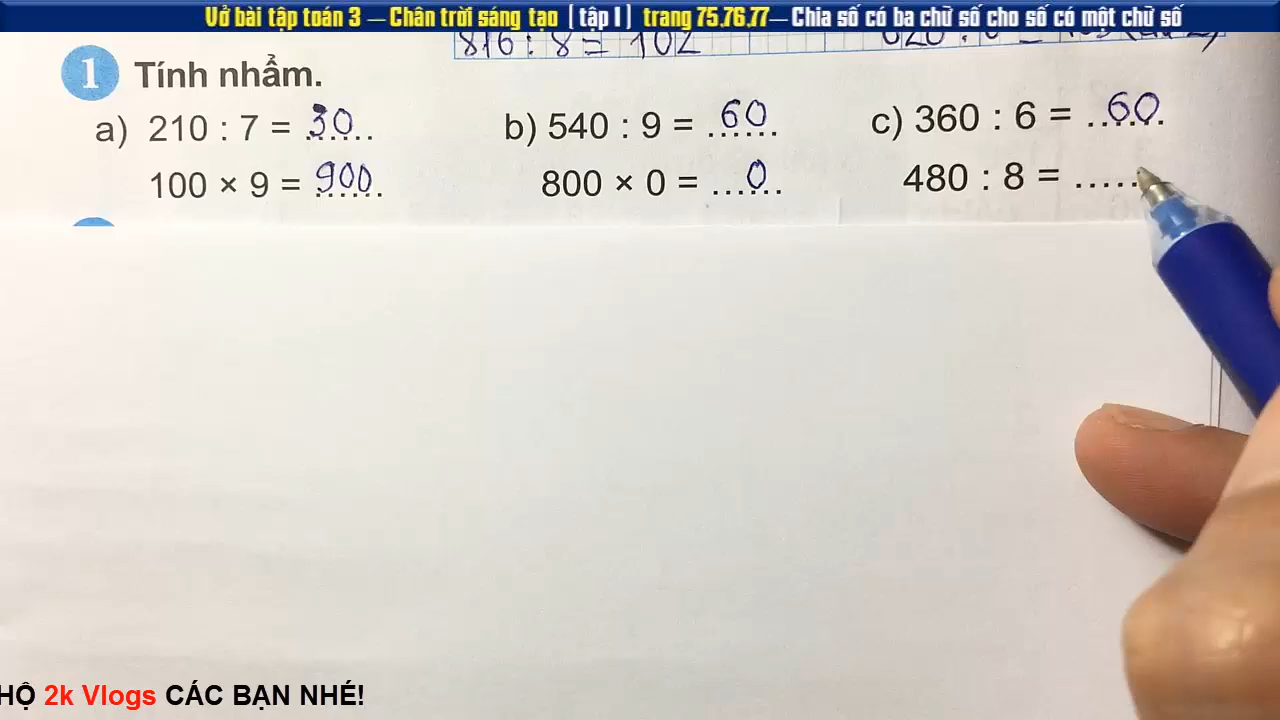 Vở bài tập toán 3 – Chân trời sáng tạo (tập 1) trang 75,76,77– Chia số có ba chữ số cho số có một chữ số
816 : 8 = 102
1 Tính nhẩm.
a) 210 : 7 = 30 b) 540 : 9 = 60 c) 360 : 6 = 60
100 × 9 = 900 800 × 0 = 0 480 : 8 = .....
HỘ 2k Vlogs CÁC BẠN NHÉ!